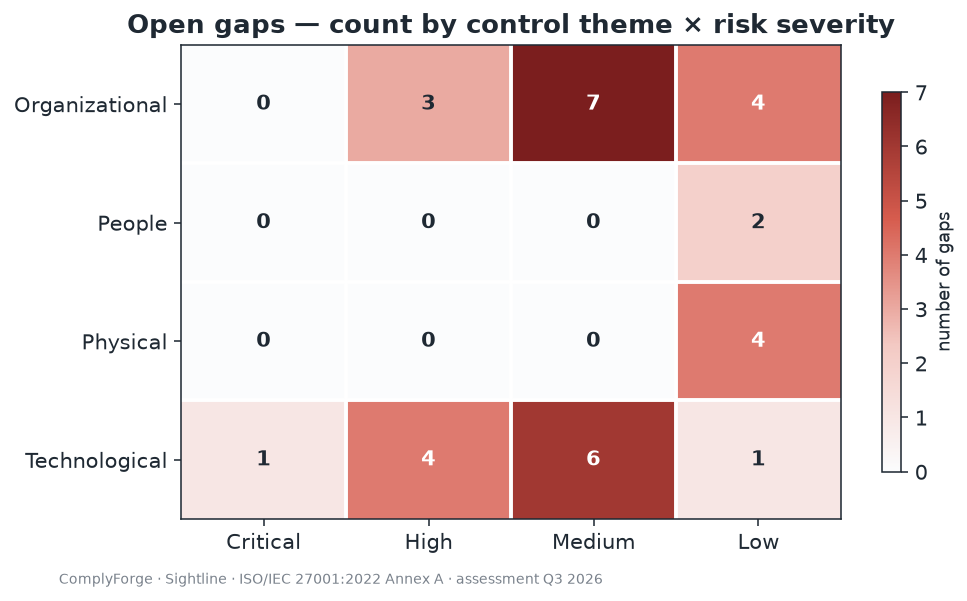 Open gaps — count by control theme × risk severity
Organizational 0 3 7 4
People 0 0 0 2
Physical 0 0 0 4
Technological 1 4 6 1
Critical High Medium Low
7
6
5
4
3
2
1
0
number of gaps
ComplyForge · Sightline · ISO/IEC 27001:2022 Annex A · assessment Q3 2026